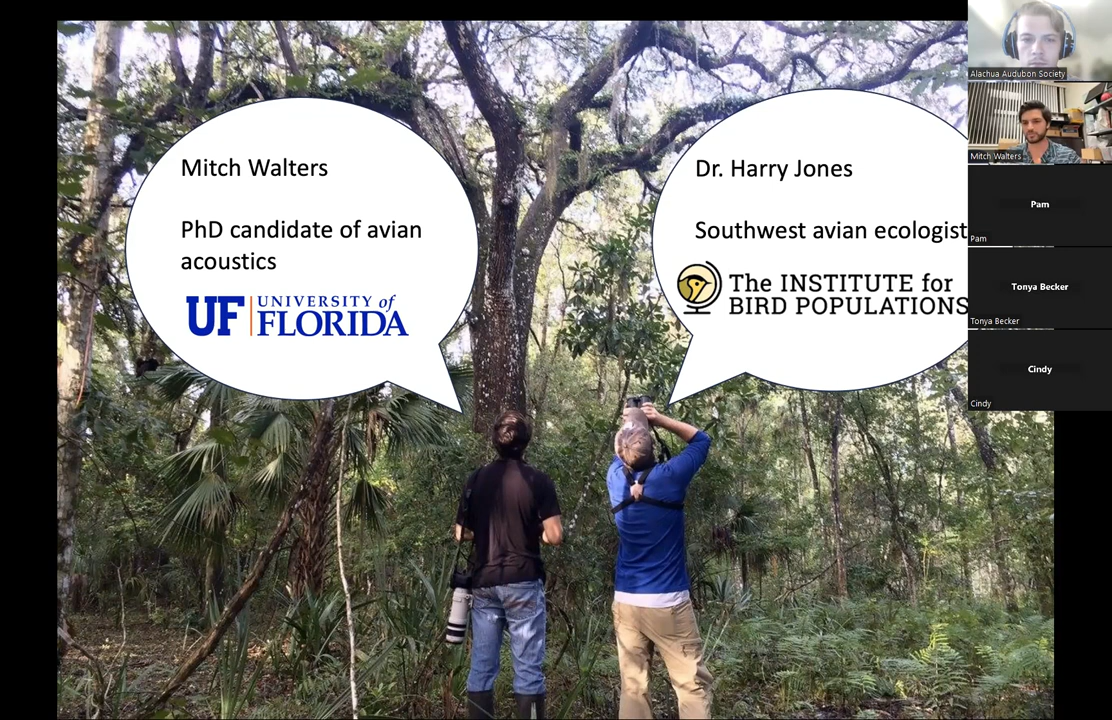 Mitch Walters
PhD candidate of avian
acoustics
UF UNIVERSITY of
FLORIDA
Dr. Harry Jones
Southwest avian ecologist
The INSTITUTE for
BIRD POPULATIONS
Alachua Audubon Society
Mitch Walters
Pam
Pam
Tonya Becker
Tonya Becker
Cindy
Cindy